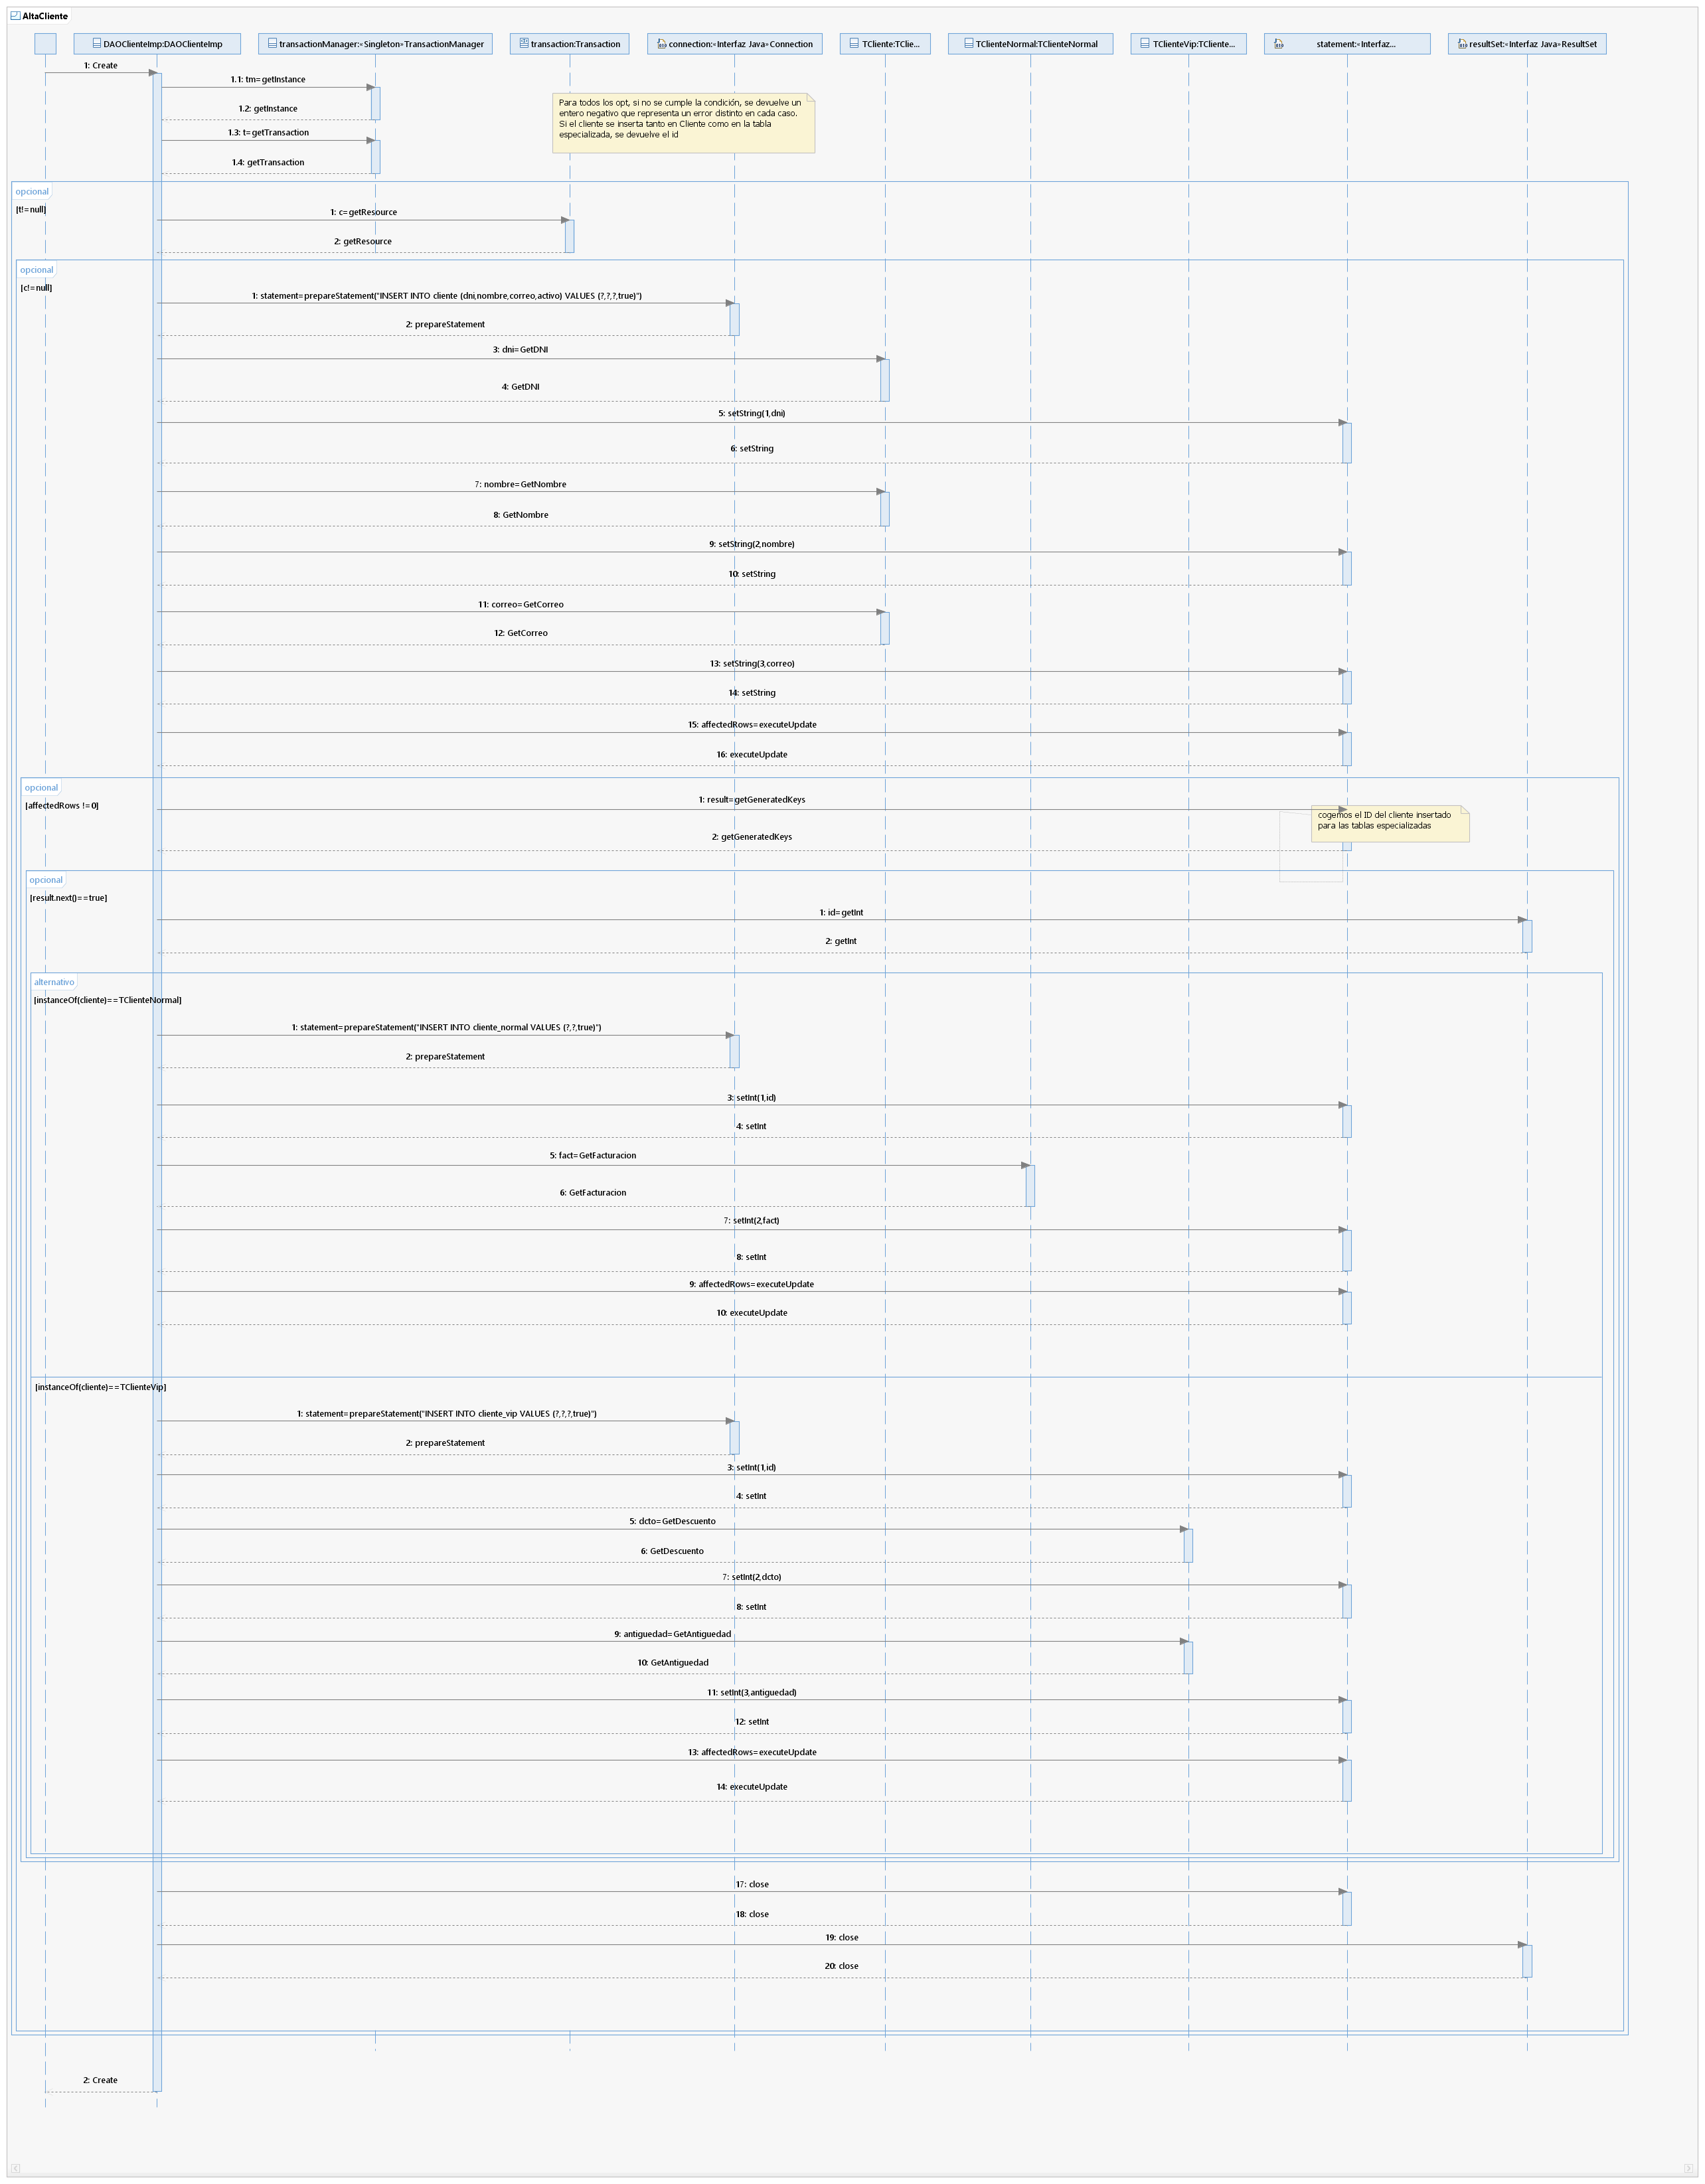 AltaCliente
DAOClienteImp:DAOClienteImp
transactionManager:«Singleton»TransactionManager
transaction:Transaction
connection:«Interfaz Java»Connection
TCliente:TClie...
TClienteNormal:TClienteNormal
TClienteVip:TCliente...
statement:«Interfaz...
resultSet:«Interfaz Java»ResultSet
1: Create
1.1: tm=getInstance
1.2: getInstance
1.3: t=getTransaction
1.4: getTransaction
Para todos los opt, si no se cumple la condición, se devuelve un
entero negativo que representa un error distinto en cada caso.
Si el cliente se inserta tanto en Cliente como en la tabla
especializada, se devuelve el id
opcional
[t!=null]
1: c=getResource
2: getResource
opcional
[c!=null]
1: statement=prepareStatement("INSERT INTO cliente (dni,nombre,correo,activo) VALUES (?,?,?,true)")
2: prepareStatement
3: dni=GetDNI
4: GetDNI
5: setString(1,dni)
6: setString
7: nombre=GetNombre
8: GetNombre
9: setString(2,nombre)
10: setString
11: correo=GetCorreo
12: GetCorreo
13: setString(3,correo)
14: setString
15: affectedRows=executeUpdate
16: executeUpdate
opcional
[affectedRows !=0]
1: result=getGeneratedKeys
cogemos el ID del cliente insertado
para las tablas especializadas
2: getGeneratedKeys
opcional
[result.next()==true]
1: id=getInt
2: getInt
alternativo
[instanceOf(cliente)==TClienteNormal]
1: statement=prepareStatement("INSERT INTO cliente_normal VALUES (?,?,true)")
2: prepareStatement
3: setInt(1,id)
4: setInt
5: fact=GetFacturacion
6: GetFacturacion
7: setInt(2,fact)
8: setInt
9: affectedRows=executeUpdate
10: executeUpdate
[instanceOf(cliente)==TClienteVip]
1: statement=prepareStatement("INSERT INTO cliente_vip VALUES (?,?,?,true)")
2: prepareStatement
3: setInt(1,id)
4: setInt
5: dcto=GetDescuento
6: GetDescuento
7: setInt(2,dcto)
8: setInt
9: antiguedad=GetAntiguedad
10: GetAntiguedad
11: setInt(3,antiguedad)
12: setInt
13: affectedRows=executeUpdate
14: executeUpdate
17: close
18: close
19: close
20: close
2: Create